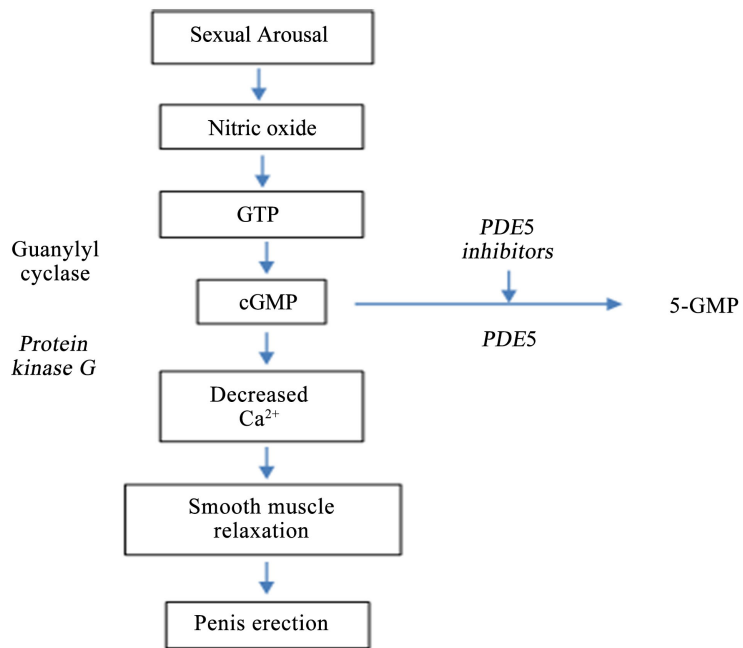 Sexual Arousal
Nitric oxide
GTP
Guanylyl
cyclase
PDE5
inhibitors
cGMP
5-GMP
PDE5
Protein
kinase G
Decreased
Ca²⁺
Smooth muscle
relaxation
Penis erection